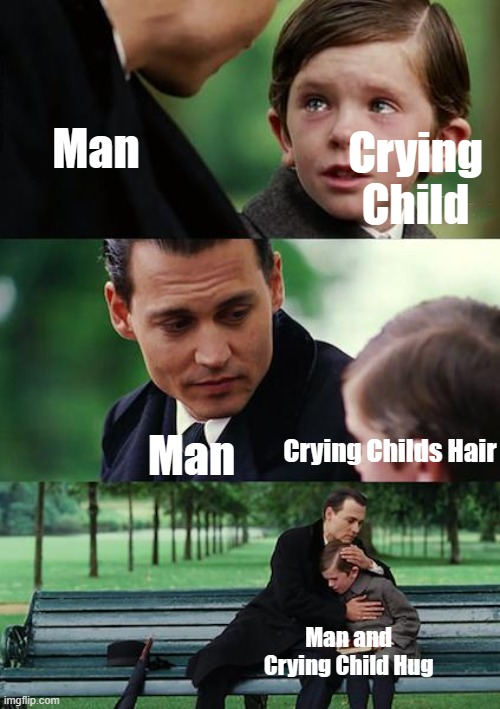 Man
Crying
Child
Man
Crying Childs Hair
Man and
Crying Child Hug
imgflip.com